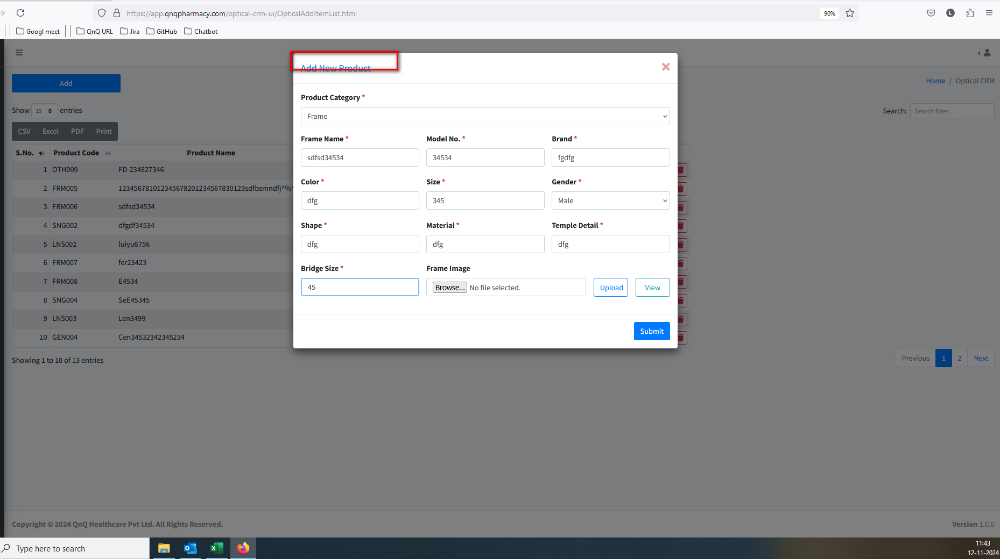 https://app.qnqpharmacy.com/optical-crm-ui/OpticalAddItemList.html
90%
L
Googl meet
QnQ URL
Jira
GitHub
Chatbot
Add New Product
Add
Home / Optical CRM
Show 10 entries
Search: Search filter...
CSV Excel PDF Print
S.No. Product Code Product Name
1 OTH009 FD-234827346
2 FRM005 12345678101234567820123456783012​3sdfbsmndfj^%^
3 FRM006 sdfsd34534
4 SNG002 dfgdf34534
5 LNS002 luiyu6756
6 FRM007 fer23423
7 FRM008 E4534
8 SNG004 SeE45345
9 LNS003 Len3499
10 GEN004 Cen34532342345234
Showing 1 to 10 of 13 entries
Previous 1 2 Next
Product Category *
Frame
Frame Name * Model No. * Brand *
sdfsd34534 34534 fgdfg
Color * Size * Gender *
dfg 345 Male
Shape * Material * Temple Detail *
dfg dfg dfg
Bridge Size * Frame Image
45 Browse... No file selected. Upload View
Submit
Copyright © 2024 QnQ Healthcare Pvt Ltd. All Rights Reserved.
Version 1.0.0
Type here to search
11:43
12-11-2024